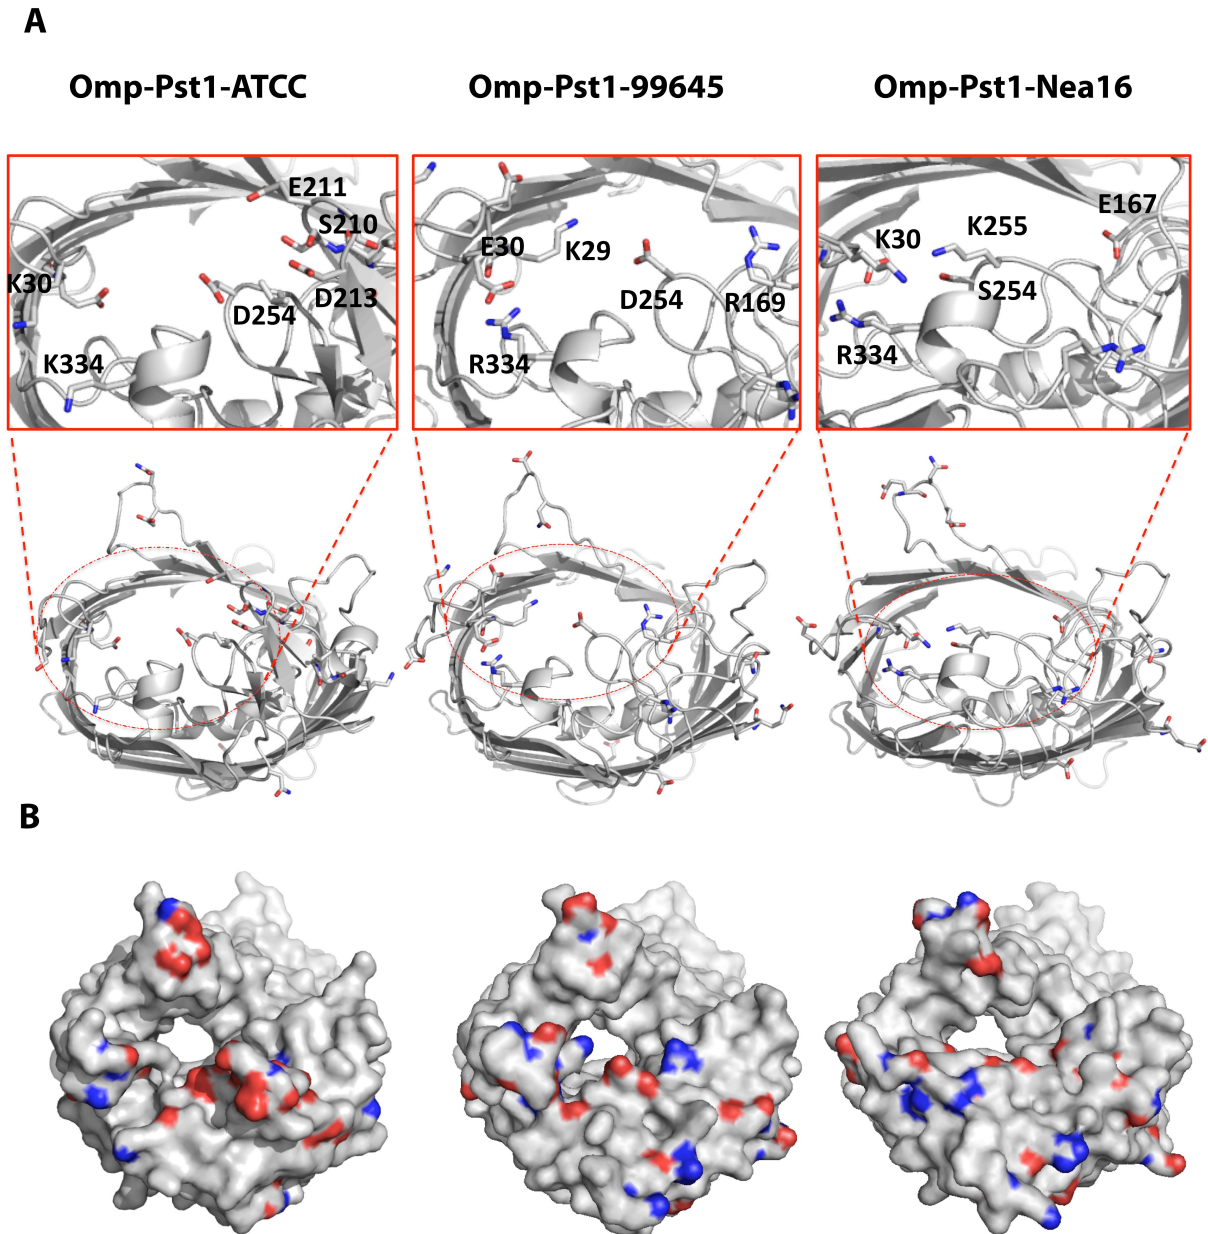 A
Omp-Pst1-ATCC
Omp-Pst1-99645
Omp-Pst1-Nea16
E211
S210
K30
D213
D254
K334
E30
K29
D254
R169
R334
E167
K255
K30
S254
R334
B